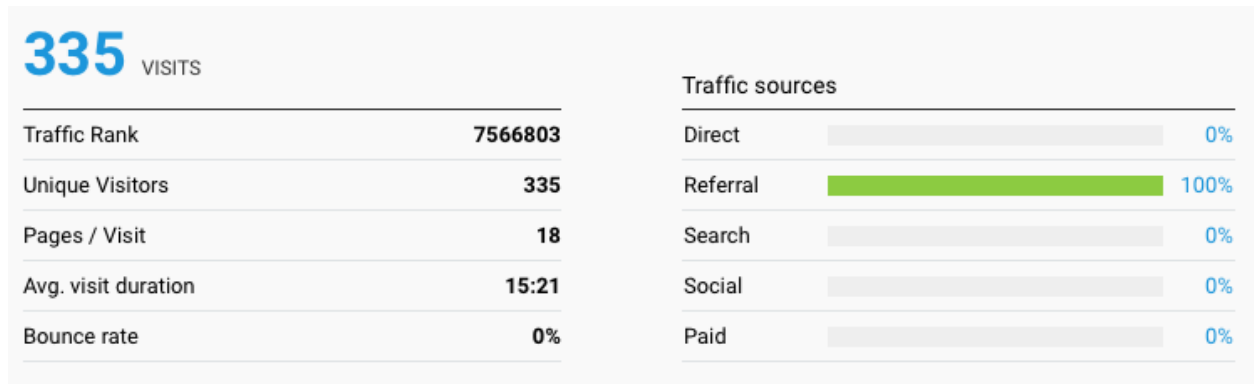 335 VISITS
Traffic Rank 7566803
Unique Visitors 335
Pages / Visit 18
Avg. visit duration 15:21
Bounce rate 0%
Traffic sources
Direct 0%
Referral 100%
Search 0%
Social 0%
Paid 0%